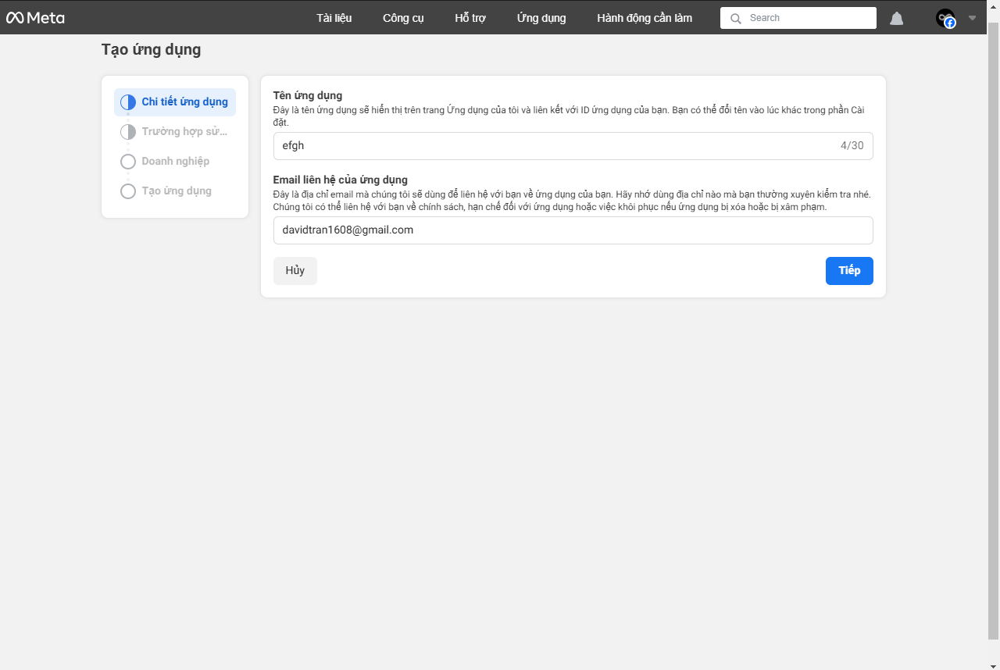 Meta
Tài liệu
Công cụ
Hỗ trợ
Ứng dụng
Hành động cần làm
Search
Tạo ứng dụng
Chi tiết ứng dụng
Trường hợp sử...
Doanh nghiệp
Tạo ứng dụng
Tên ứng dụng
Đây là tên ứng dụng sẽ hiển thị trên trang Ứng dụng của tôi và liên kết với ID ứng dụng của bạn. Bạn có thể đổi tên vào lúc khác trong phần Cài
đặt.
efgh
4/30
Email liên hệ của ứng dụng
Đây là địa chỉ email mà chúng tôi sẽ dùng để liên hệ với bạn về ứng dụng của bạn. Hãy nhớ dùng địa chỉ nào mà bạn thường xuyên kiểm tra nhé.
Chúng tôi có thể liên hệ với bạn về chính sách, hạn chế đối với ứng dụng hoặc việc khôi phục nếu ứng dụng bị xóa hoặc bị xâm phạm.
davidtran1608@gmail.com
Hủy
Tiếp